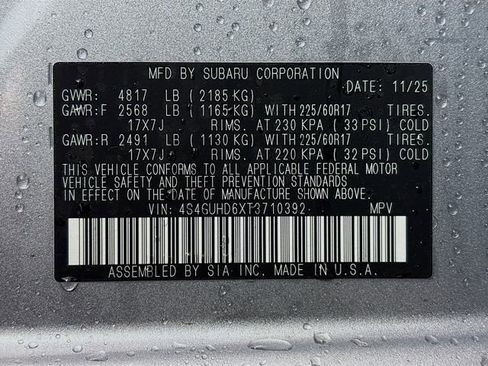 MFD BY SUBARU CORPORATION
DATE: 11/25
GVWR: 4817 LB ( 2185 KG)
GAWR:F 2568 LB ( 1165 KG) WITH 225/60R17 TIRES.
17X7J RIMS. AT 230 KPA ( 33 PSI) COLD
GAWR:R 2491 LB ( 1130 KG) WITH 225/60R17 TIRES.
17X7J RIMS. AT 220 KPA ( 32 PSI) COLD
THIS VEHICLE CONFORMS TO ALL APPLICABLE FEDERAL MOTOR
VEHICLE SAFETY AND THEFT PREVENTION STANDARDS
IN EFFECT ON THE DATE OF MANUFACTURE SHOWN ABOVE.
VIN: 4S4GUHD6XT3710392 MPV
ASSEMBLED BY SIA INC. MADE IN U.S.A.